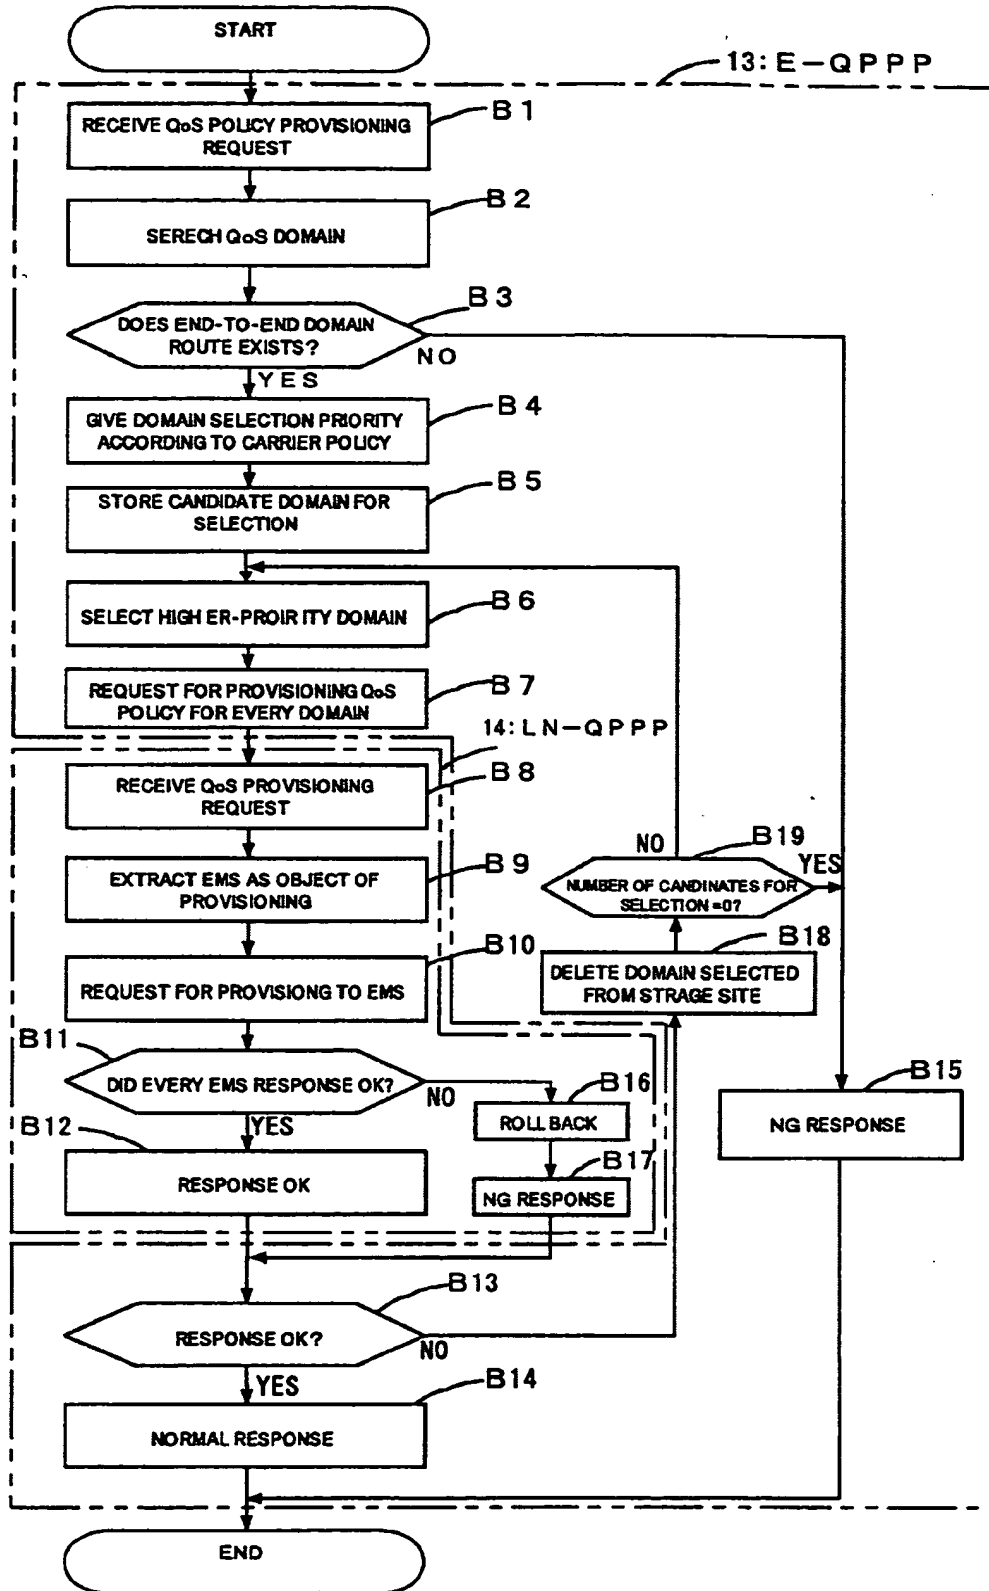 START
13:E-QPPP
B1
RECEIVE QoS POLICY PROVISIONING
REQUEST
B2
SERECH QoS DOMAIN
B3
DOES END-TO-END DOMAIN
ROUTE EXISTS?
NO
YES
B4
GIVE DOMAIN SELECTION PRIORITY
ACCORDING TO CARRIER POLICY
B5
STORE CANDIDATE DOMAIN FOR
SELECTION
B6
SELECT HIGH ER-PROIR ITY DOMAIN
B7
REQUEST FOR PROVISIONING QoS
POLICY FOR EVERY DOMAIN
14:LN-QPPP
B8
RECEIVE QoS PROVISIONING
REQUEST
B9
EXTRACT EMS AS OBJECT OF
PROVISIONING
B10
REQUEST FOR PROVISIONG TO EMS
B11
DID EVERY EMS RESPONSE OK?
NO
YES
B12
RESPONSE OK
B16
ROLL BACK
B17
NG RESPONSE
B19
NO
YES
NUMBER OF CANDINATES FOR
SELECTION =0?
B18
DELETE DOMAIN SELECTED
FROM STRAGE SITE
B15
NG RESPONSE
B13
RESPONSE OK?
NO
YES
B14
NORMAL RESPONSE
END